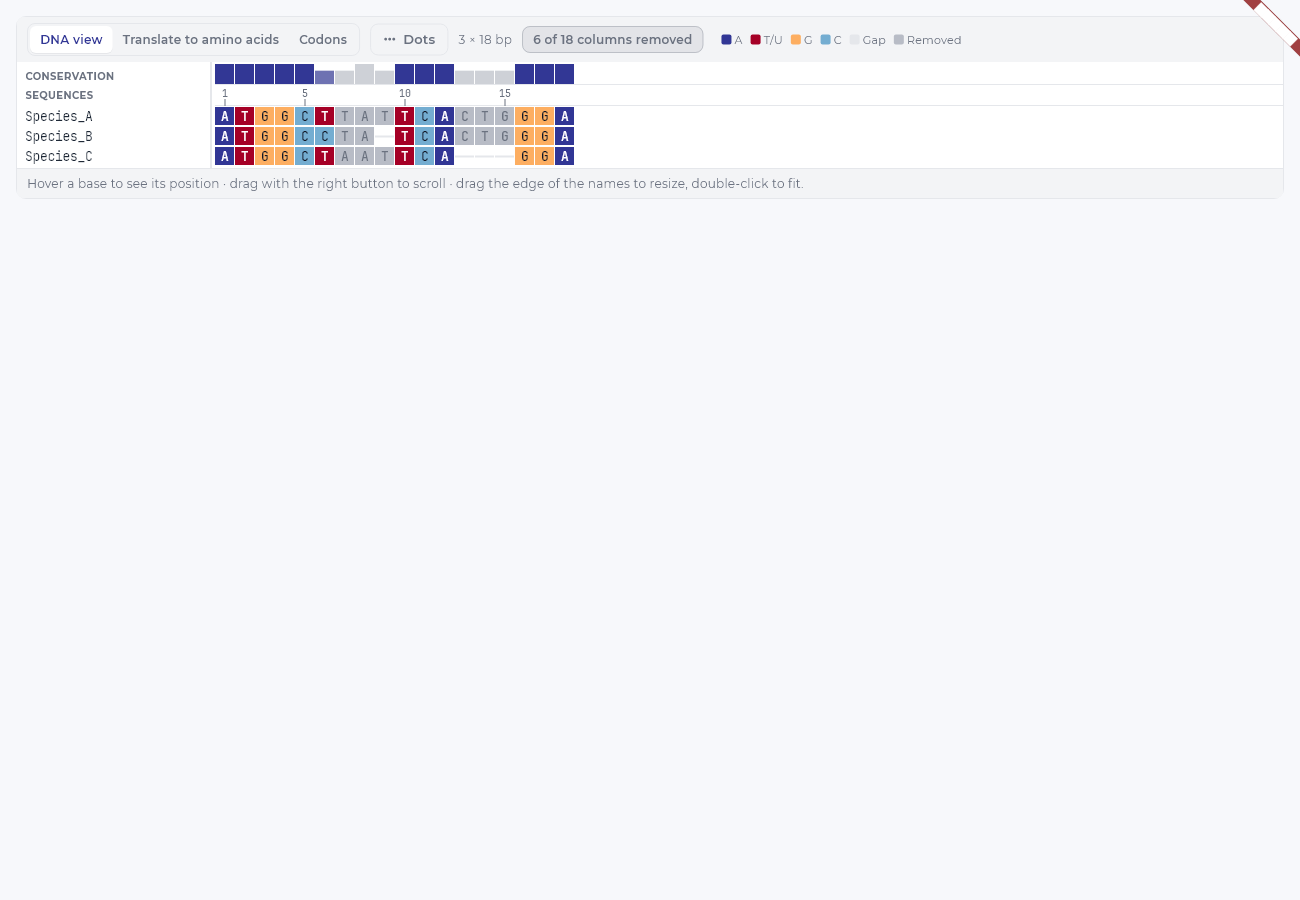 DNA view Translate to amino acids Codons ··· Dots 3 × 18 bp 6 of 18 columns removed A T/U G C Gap Removed
CONSERVATION
SEQUENCES 1 5 10 15
Species_A A T G G C T T A T T C A C T G G G A
Species_B A T G G C C T A — T C A C T G G G A
Species_C A T G G C T A A T T C A — — — G G A
Hover a base to see its position · drag with the right button to scroll · drag the edge of the names to resize, double-click to fit.